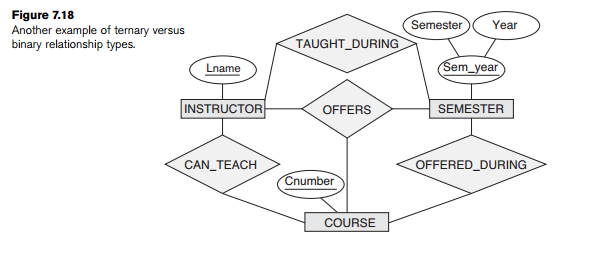 Figure 7.18
Another example of ternary versus
binary relationship types.
Semester
Year
TAUGHT_DURING
Lname
Sem_year
INSTRUCTOR
OFFERS
SEMESTER
CAN_TEACH
OFFERED_DURING
Cnumber
COURSE